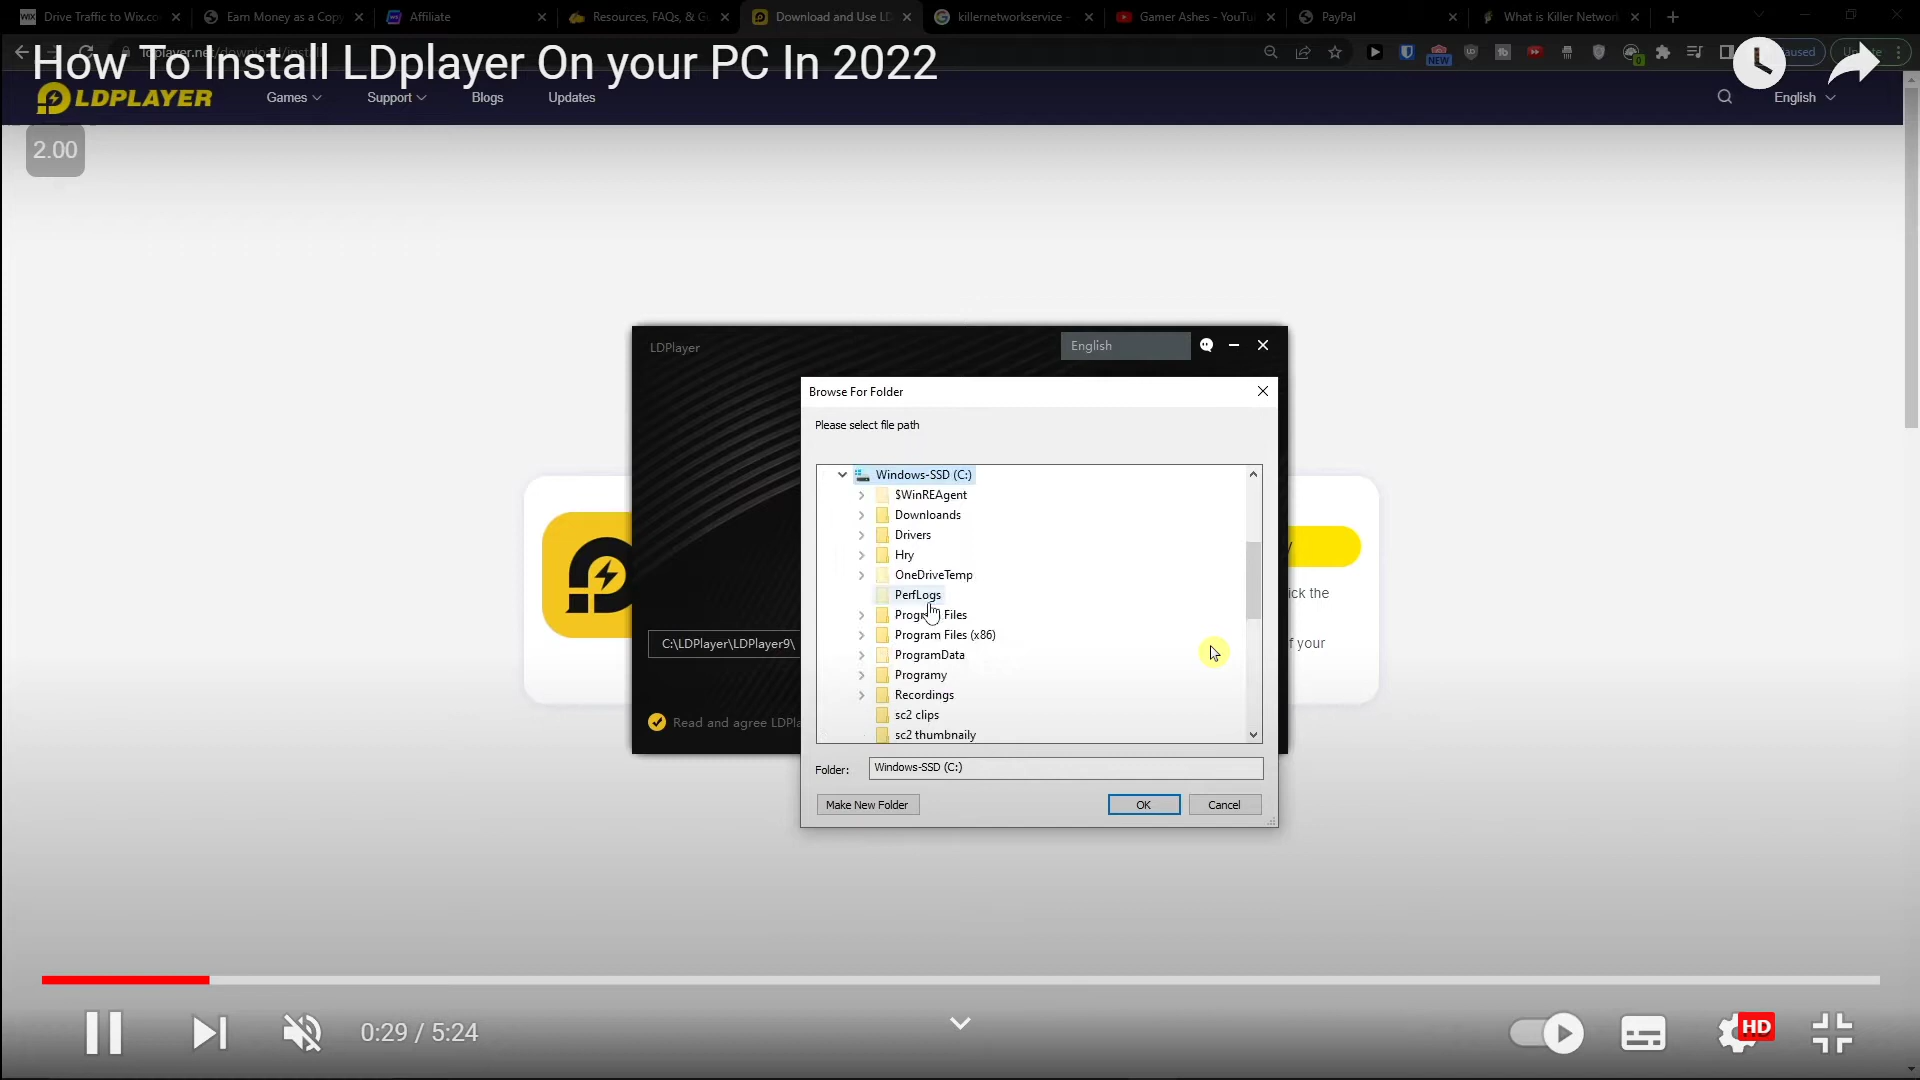 Drive Traffic to Wix.co
Earn Money as a Copy
Affiliate
Resources, FAQs, & G
Download and Use LD
killernetworkservice -
Gamer Ashes - YouTu
PayPal
What is Killer Network
How To Install LDplayer On your PC In 2022
NEW
LDPLAYER
Games
Support
Blogs
Updates
English
2.00
LDPlayer
English
Browse For Folder
Please select file path
Windows-SSD (C:)
$WinREAgent
Downloands
Drivers
Hry
OneDriveTemp
PerfLogs
Program Files
Program Files (x86)
ProgramData
Programy
Recordings
sc2 clips
sc2 thumbnaily
ick the
f your
C:\LDPlayer\LDPlayer9\
Read and agree LDPla
Folder:
Windows-SSD (C:)
Make New Folder
OK
Cancel
0:29 / 5:24
HD